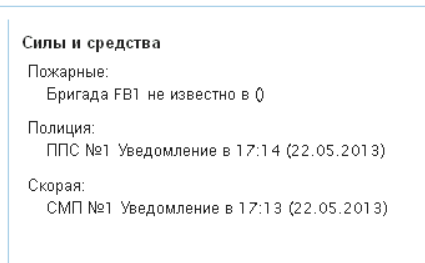 Силы и средства
Пожарные:
Бригада FB1 не известно в ()
Полиция:
ППС №1 Уведомление в 17:14 (22.05.2013)
Скорая:
СМП №1 Уведомление в 17:13 (22.05.2013)